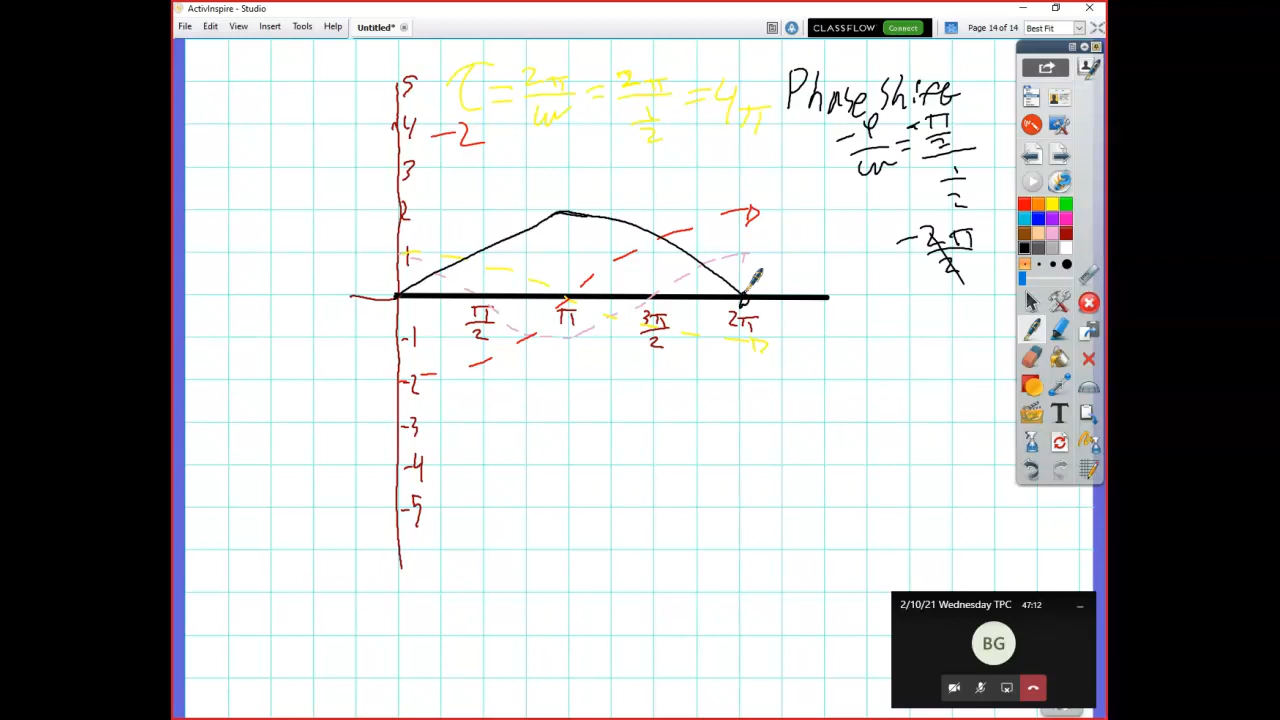 ActivInspire - Studio
File Edit View Insert Tools Help Untitled* CLASSFLOW Connect Page 14 of 14 Best Fit
τ = 2π/ω = 2π/(1/2) = 4π
Phase Shift
-φ/ω = -π/2 / 1/2
-2π/2
5
4
-2
3
2
1
π/2 π 3π/2 2π
-1
-2
-3
-4
-5
2/10/21 Wednesday TPC 47:12
BG